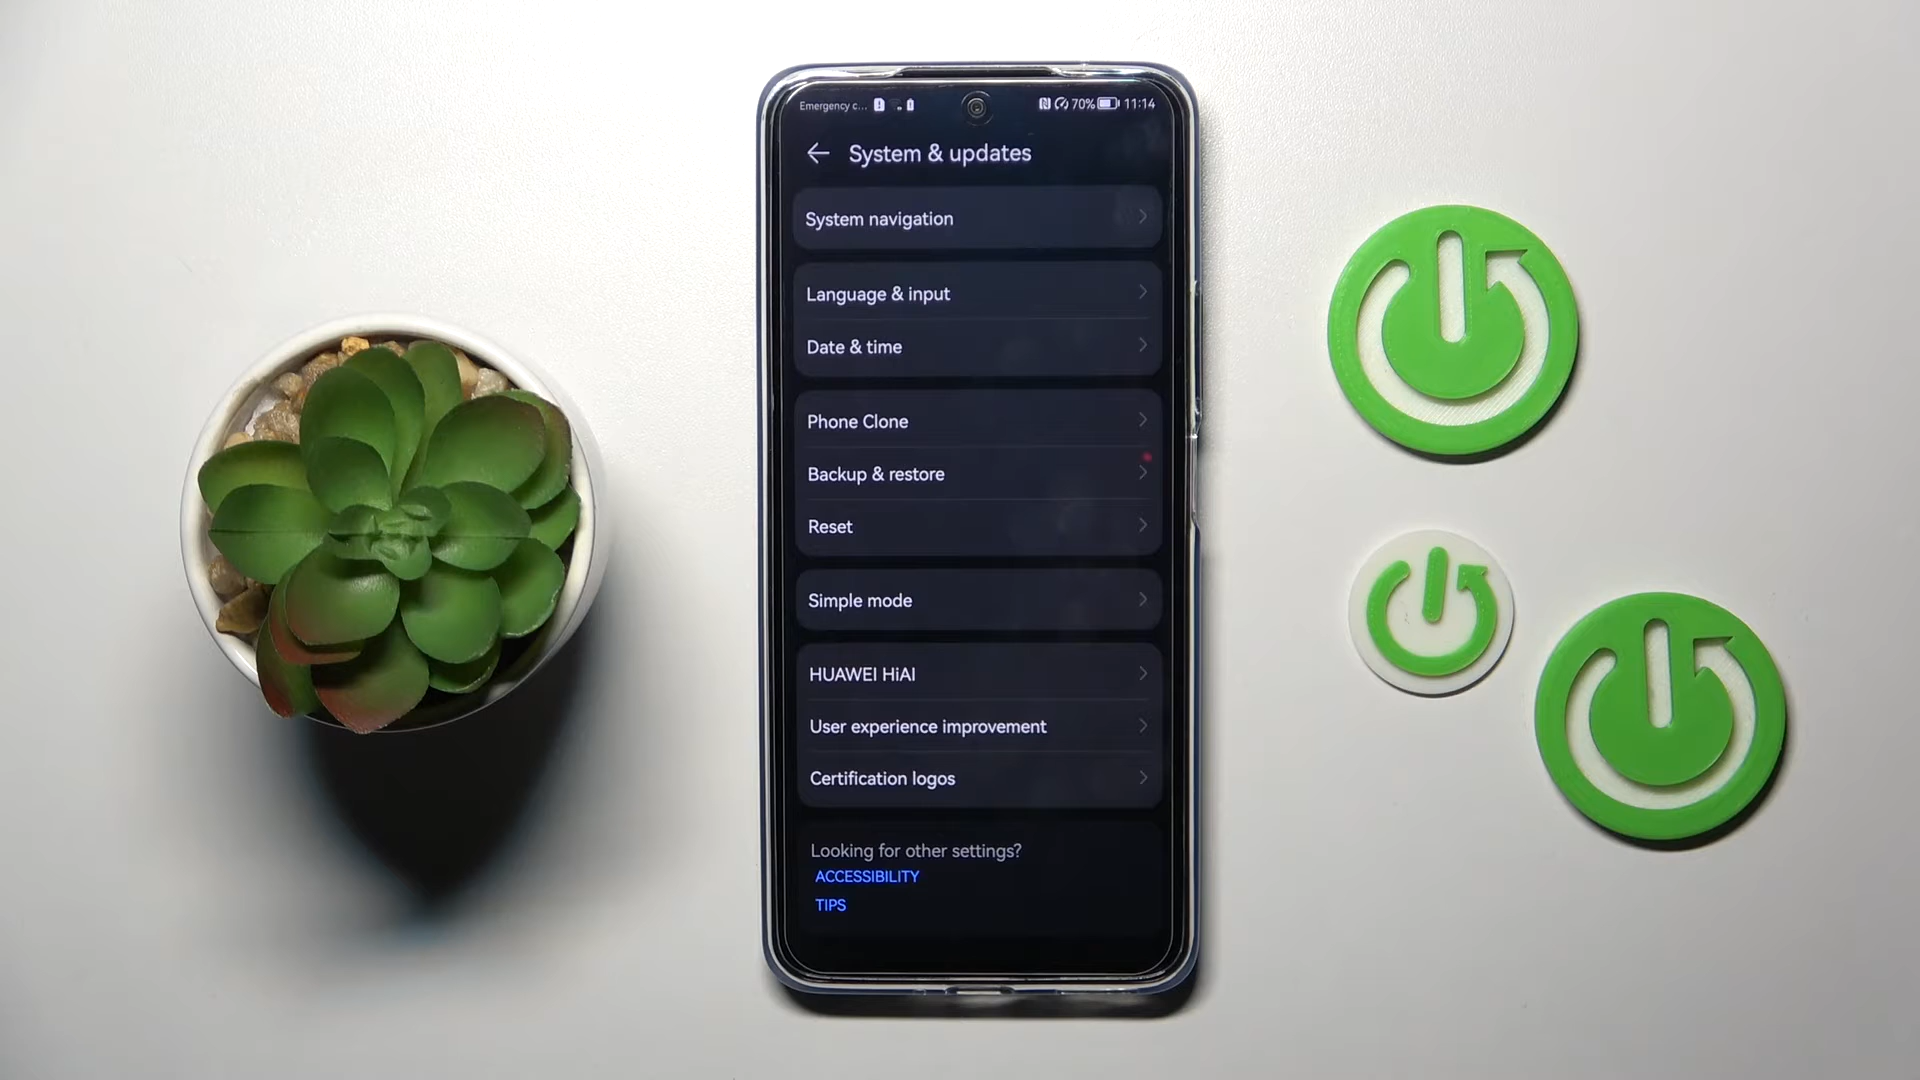 Emergency c... 70% 11:14
System & updates
System navigation
Language & input
Date & time
Phone Clone
Backup & restore
Reset
Simple mode
HUAWEI HiAI
User experience improvement
Certification logos
Looking for other settings?
ACCESSIBILITY
TIPS